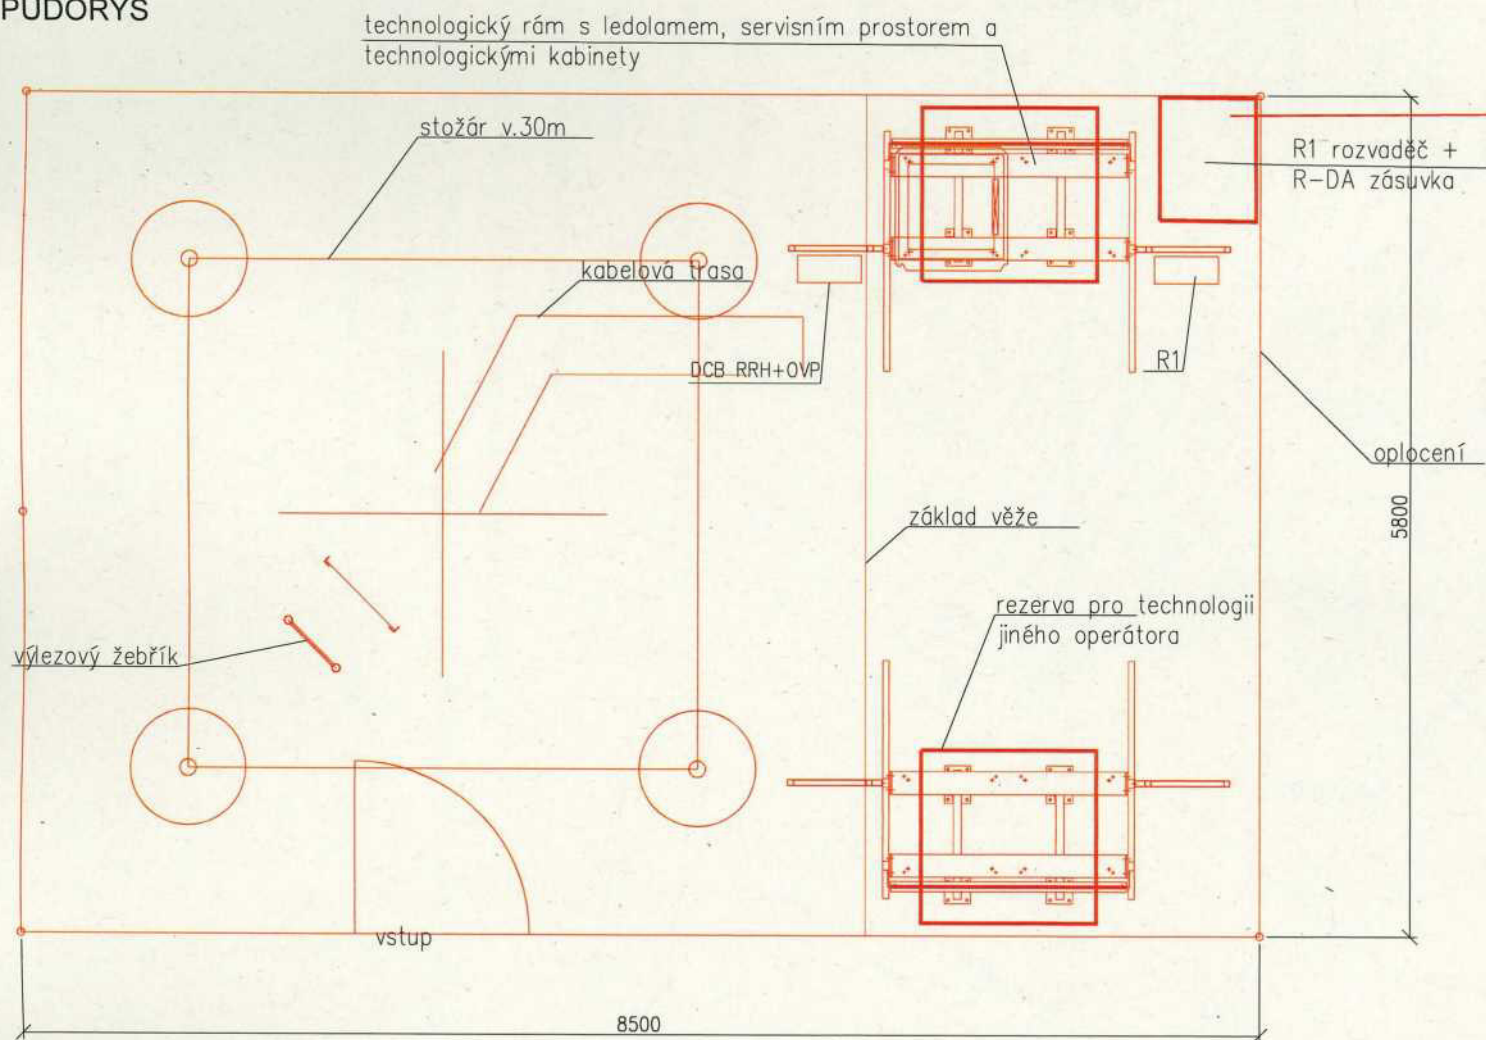 PŮDORYS
technologický rám s ledolamem, servisním prostorem a
technologickými kabinety
stožár v.30m
R1 rozvaděč +
R-DA zásuvka
kabelová trasa
DCB RRH+OVP
R1
oplocení
5800
základ věže
rezerva pro technologii
jiného operátora
výlezový žebřík
vstup
8500